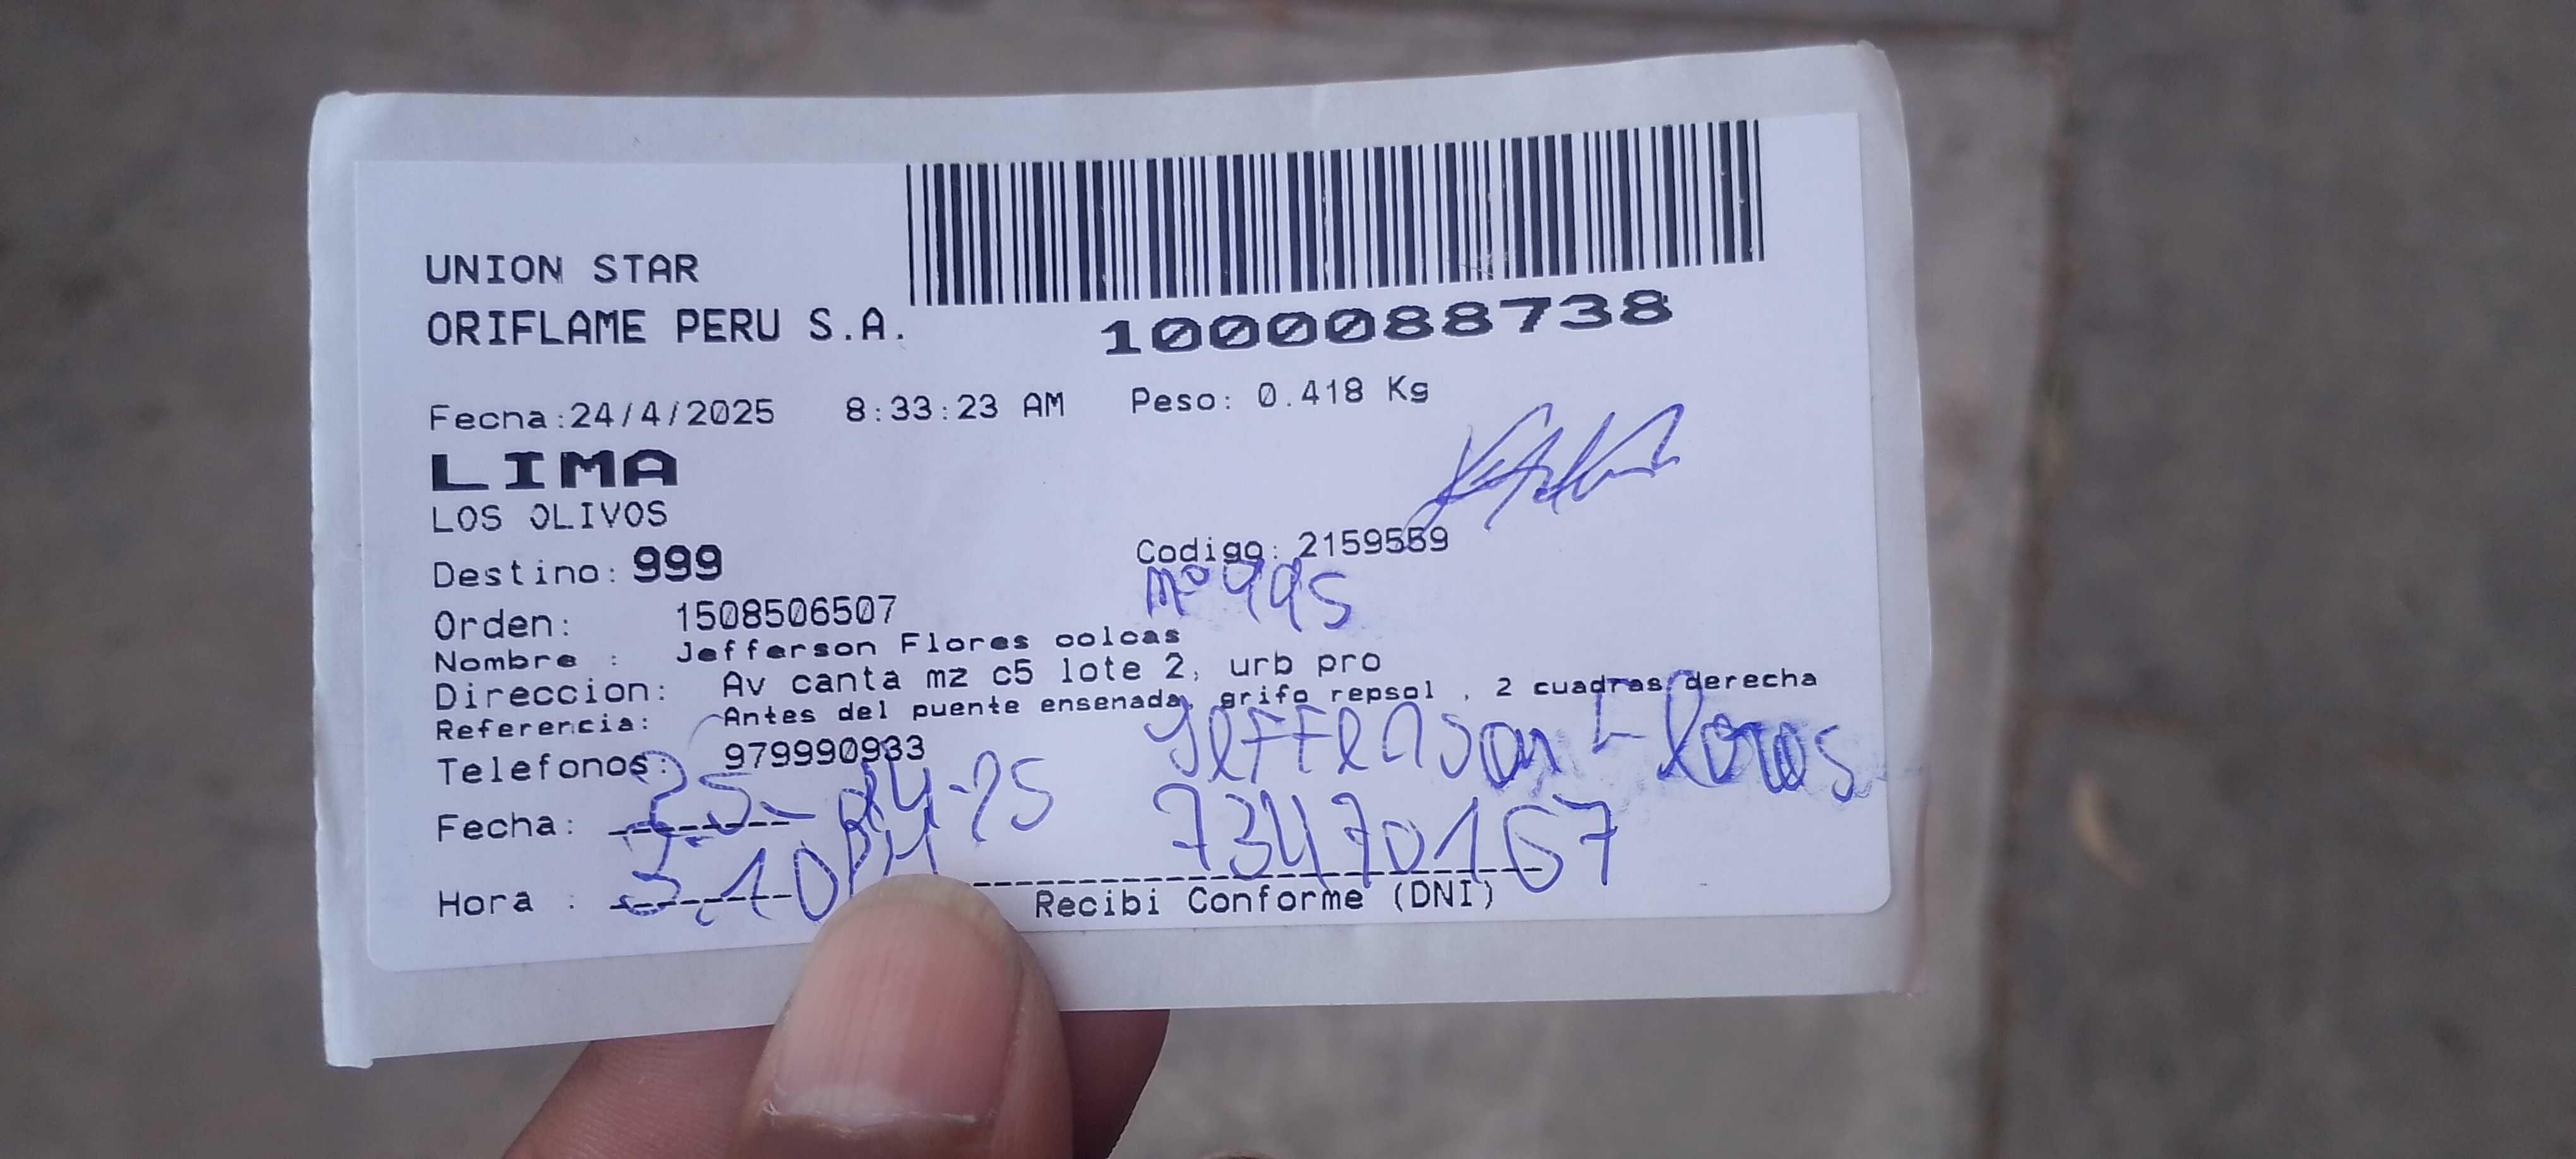 UNION STAR
ORIFLAME PERU S.A.
1000088738
Fecha:24/4/2025 8:33:23 AM Peso: 0.418 Kg
LIMA
LOS OLIVOS
Destino: 999
Codigo: 2159559
nº 995
Orden: 1508506507
Nombre : Jefferson Flores colcas
Direccion: Av canta mz c5 lote 2, urb pro
Referencia: Antes del puente ensenada, grifo repsol , 2 cuadras derecha
Telefonos: 979990933
Jefferson Flores
Fecha: 25-04-25
73470167
Hora : 3:10PM
Recibi Conforme (DNI)